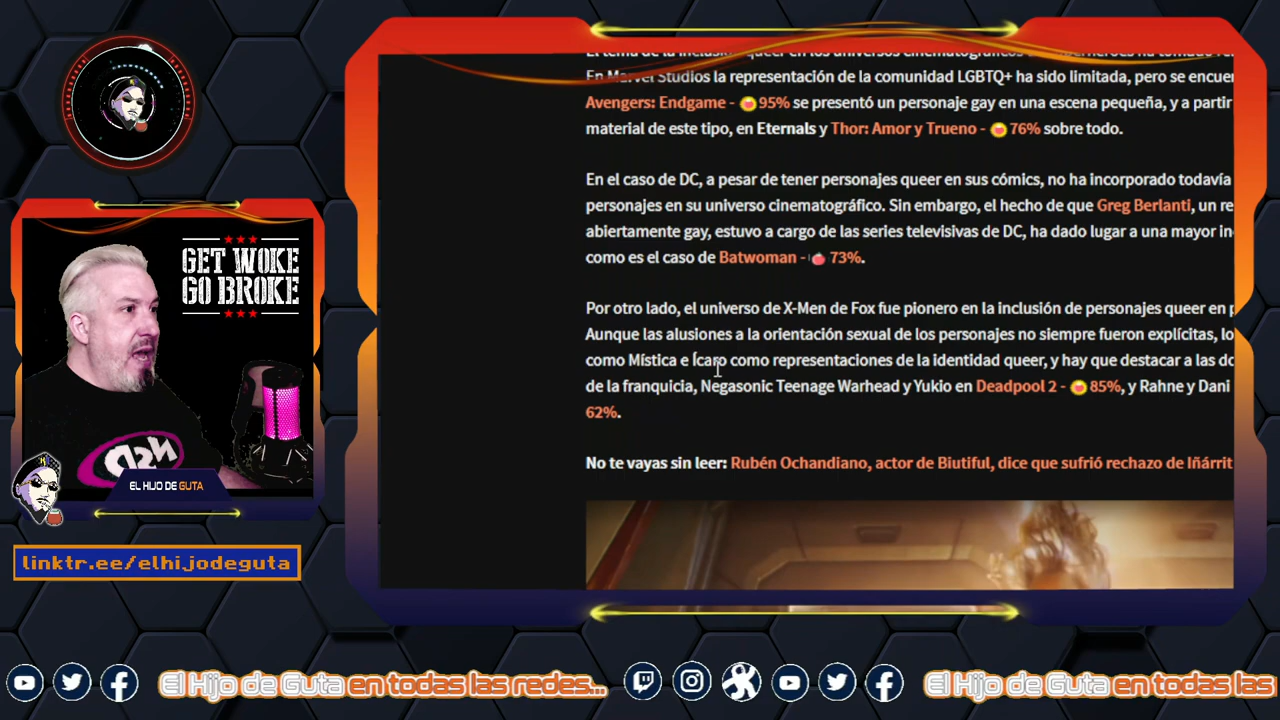 En Marvel Studios la representación de la comunidad LGBTQ+ ha sido limitada, pero se encuen
Avengers: Endgame - 95% se presentó un personaje gay en una escena pequeña, y a partir
material de este tipo, en Eternals y Thor: Amor y Trueno - 76% sobre todo.
En el caso de DC, a pesar de tener personajes queer en sus cómics, no ha incorporado todavía
personajes en su universo cinematográfico. Sin embargo, el hecho de que Greg Berlanti, un re
abiertamente gay, estuvo a cargo de las series televisivas de DC, ha dado lugar a una mayor in
como es el caso de Batwoman - 73%.
Por otro lado, el universo de X-Men de Fox fue pionero en la inclusión de personajes queer en p
Aunque las alusiones a la orientación sexual de los personajes no siempre fueron explícitas, lo
como Mística e Ícaro como representaciones de la identidad queer, y hay que destacar a las do
de la franquicia, Negasonic Teenage Warhead y Yukio en Deadpool 2 - 85%, y Rahne y Dani
62%.
No te vayas sin leer: Rubén Ochandiano, actor de Biutiful, dice que sufrió rechazo de Iñárrit
GET WOKE
GO BROKE
EL HIJO DE GUTA
linktr.ee/elhijodeguta
El Hijo de Guta en todas las redes... El Hijo de Guta en todas las